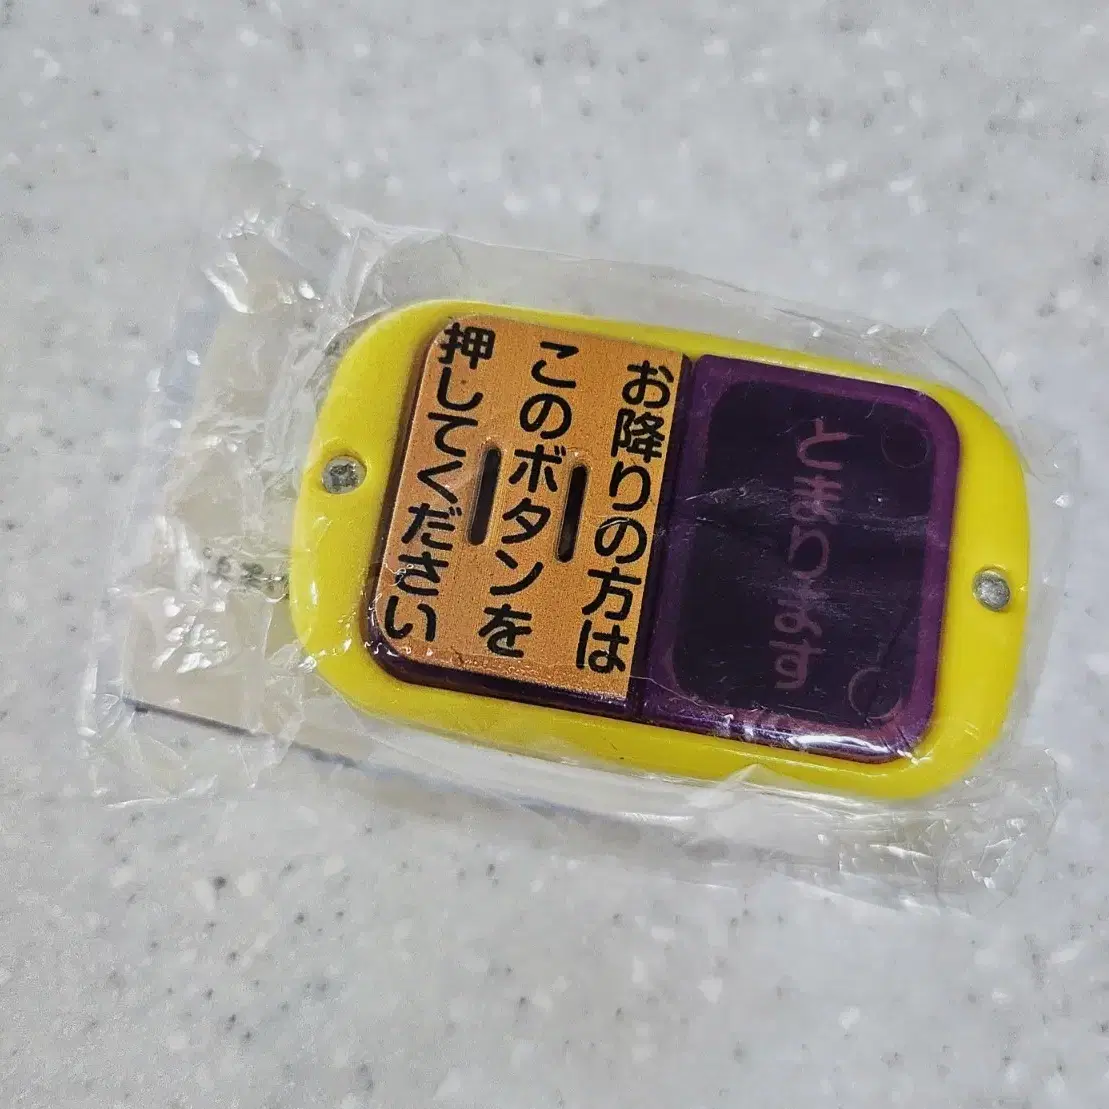 お降りの方は
このボタンを
押してください
とまります